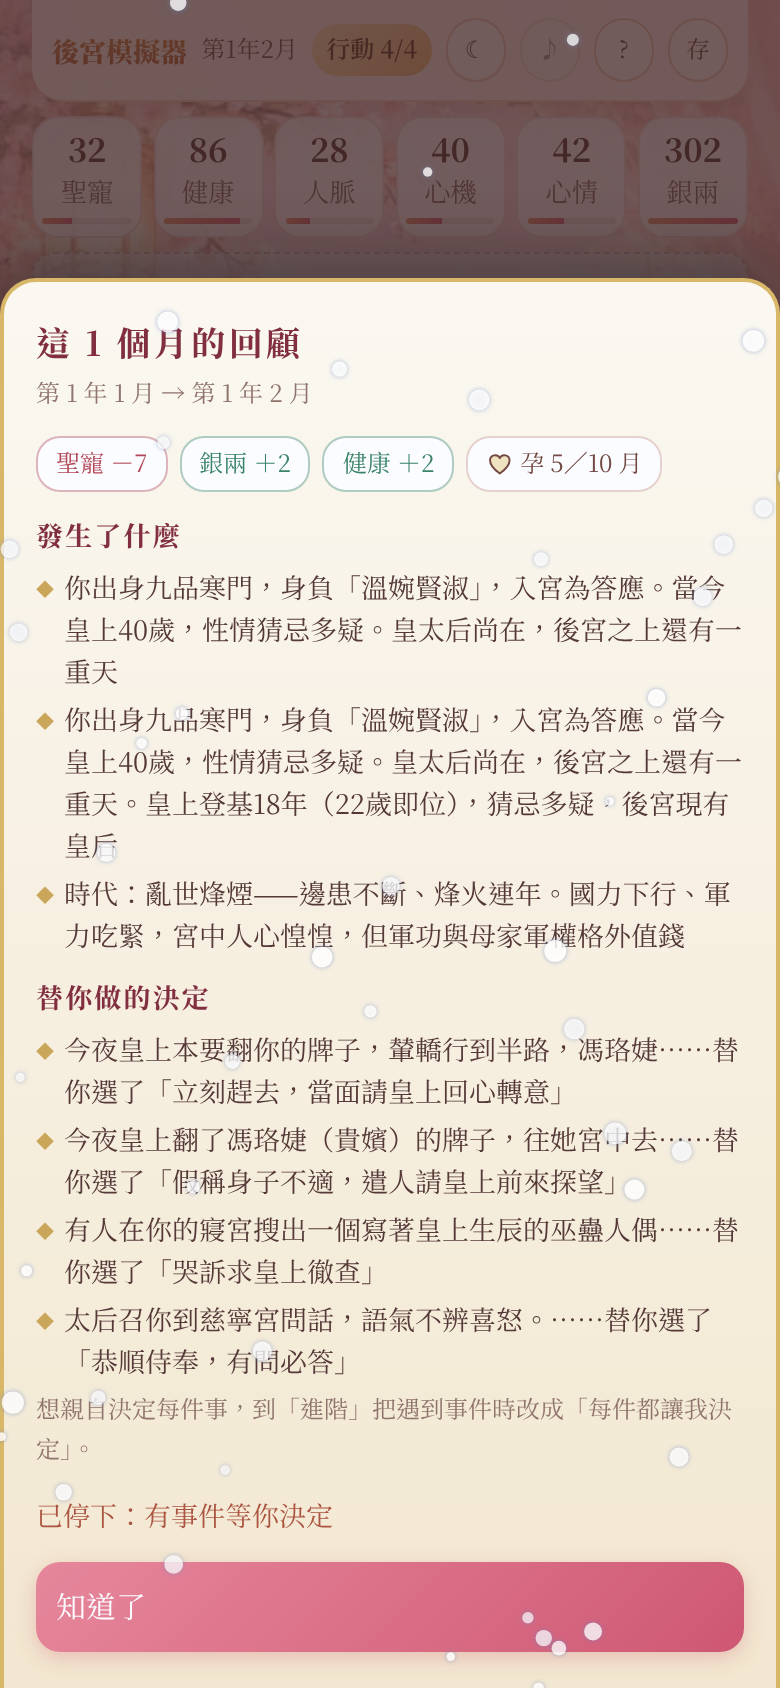 後宮模擬器 第1年2月 行動 4/4 ☾ ♪ ? 存
32 86 28 40 42 302
聖寵 健康 人脈 心機 心情 銀兩
這 1 個月的回顧
第 1 年 1 月 → 第 1 年 2 月
聖寵 −7 銀兩 ＋2 健康 ＋2 孕 5／10 月
發生了什麼
◆ 你出身九品寒門，身負「溫婉賢淑」，入宮為答應。當今
皇上40歲，性情猜忌多疑。皇太后尚在，後宮之上還有一
重天
◆ 你出身九品寒門，身負「溫婉賢淑」，入宮為答應。當今
皇上40歲，性情猜忌多疑。皇太后尚在，後宮之上還有一
重天。皇上登基18年（22歲即位），猜忌多疑 · 後宮現有
皇后
◆ 時代：亂世烽煙——邊患不斷、烽火連年。國力下行、軍
力吃緊，宮中人心惶惶，但軍功與母家軍權格外值錢
替你做的決定
◆ 今夜皇上本要翻你的牌子，輦轎行到半路，馮珞婕⋯⋯替
你選了「立刻趕去，當面請皇上回心轉意」
◆ 今夜皇上翻了馮珞婕（貴嬪）的牌子，往她宮中去⋯⋯替
你選了「假稱身子不適，遣人請皇上前來探望」
◆ 有人在你的寢宮搜出一個寫著皇上生辰的巫蠱人偶⋯⋯替
你選了「哭訴求皇上徹查」
◆ 太后召你到慈寧宮問話，語氣不辨喜怒。⋯⋯替你選了
「恭順侍奉，有問必答」
想親自決定每件事，到「進階」把遇到事件時改成「每件都讓我決
定」。
已停下：有事件等你決定
知道了